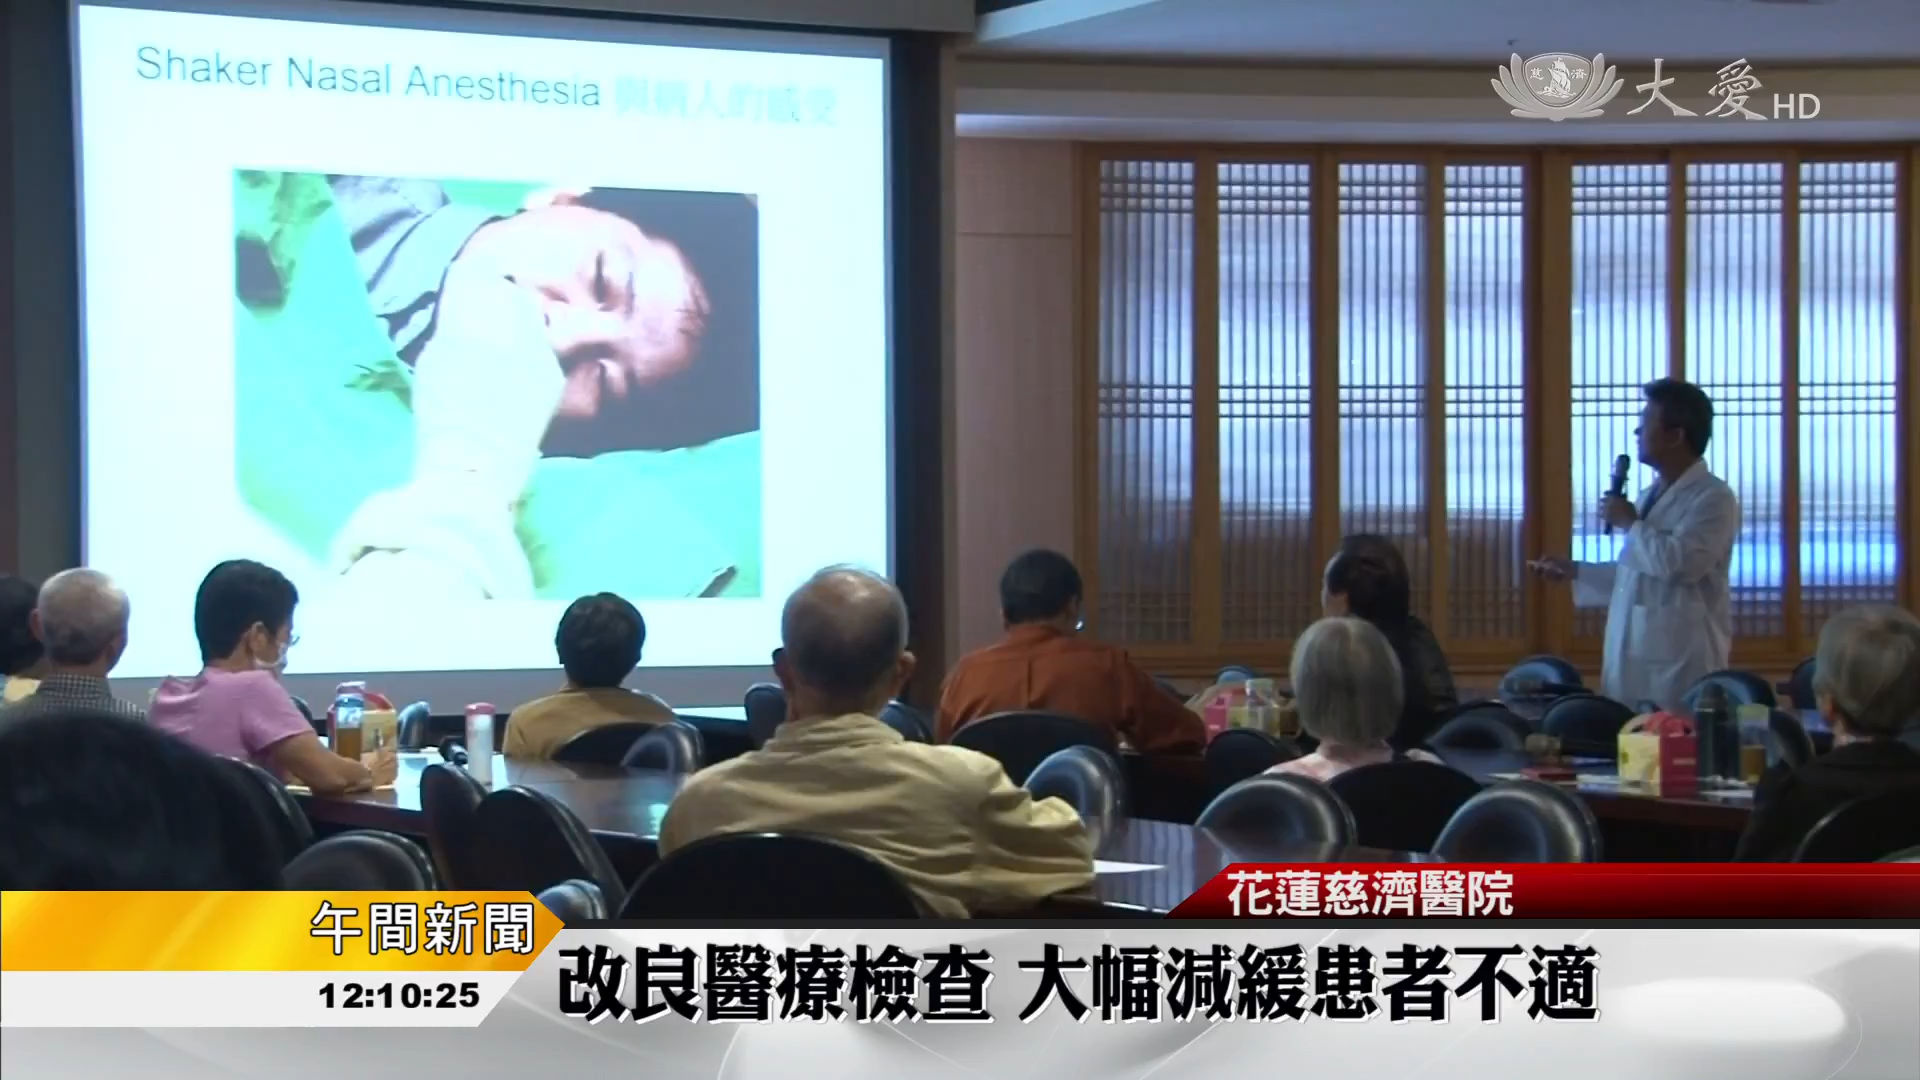 Shaker Nasal Anesthesia 與病人的感受
慈濟
大愛HD
花蓮慈濟醫院
午間新聞
改良醫療檢查 大幅減緩患者不適
12:10:25